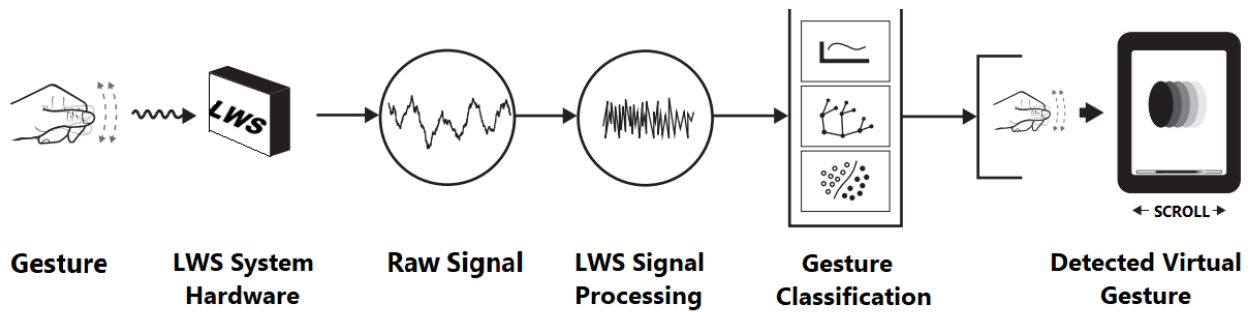 LWS
SCROLL
Gesture
LWS System
Hardware
Raw Signal
LWS Signal
Processing
Gesture
Classification
Detected Virtual
Gesture